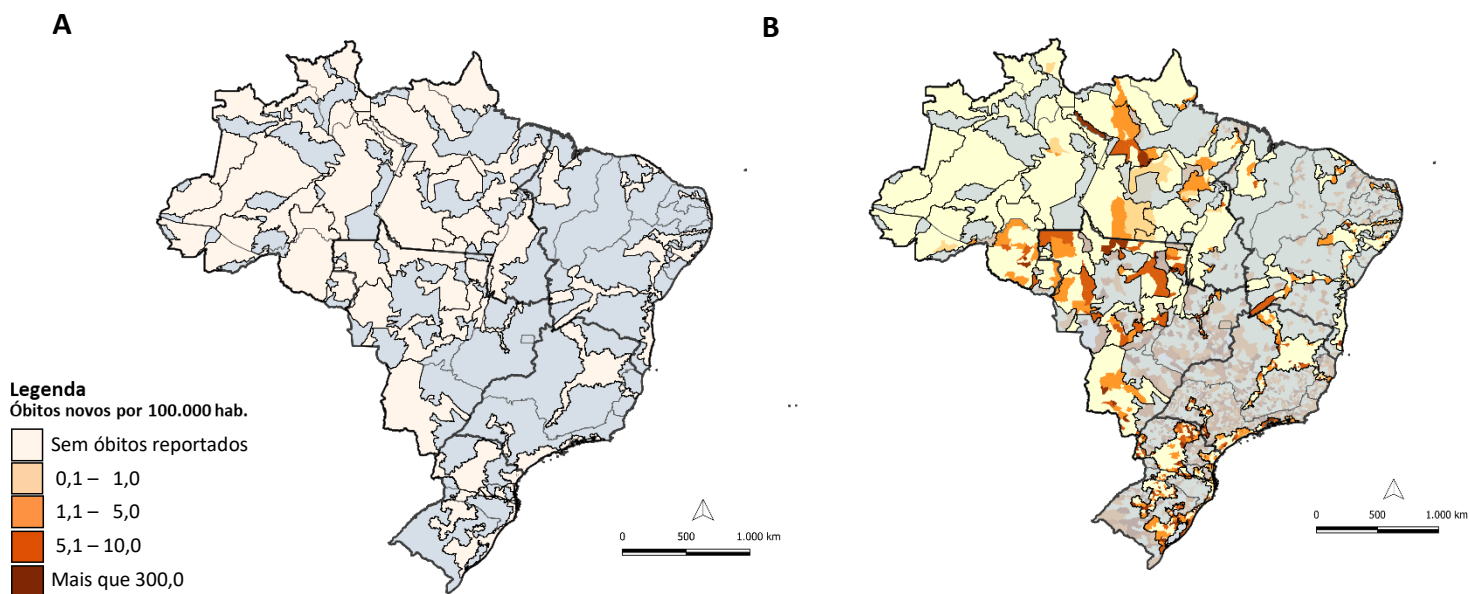 A
B
Legenda
Óbitos novos por 100.000 hab.
Sem óbitos reportados
0,1 – 1,0
1,1 – 5,0
5,1 – 10,0
Mais que 300,0
0 500 1.000 km
0 500 1.000 km